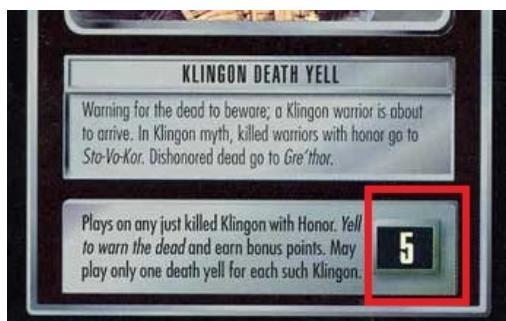 KLINGON DEATH YELL
Warning for the dead to beware; a Klingon warrior is about
to arrive. In Klingon myth, killed warriors with honor go to
Sto-Vo-Kor. Dishonored dead go to Gre'thor.
Plays on any just killed Klingon with Honor. Yell
to warn the dead and earn bonus points. May
play only one death yell for each such Klingon.
5